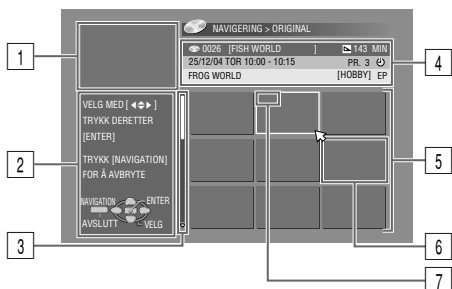 NAVIGERING > ORIGINAL
0026 [FISH WORLD ] 143 MIN
25/12/04 TOR 10:00 - 10:15 PR. 3
FROG WORLD [HOBBY] EP
1
4
VELG MED [ ]
TRYKK DERETTER
[ENTER]
TRYKK [NAVIGATION]
FOR Å AVBRYTE
NAVIGATION ENTER
AVSLUTT VELG
2
5
3
6
7